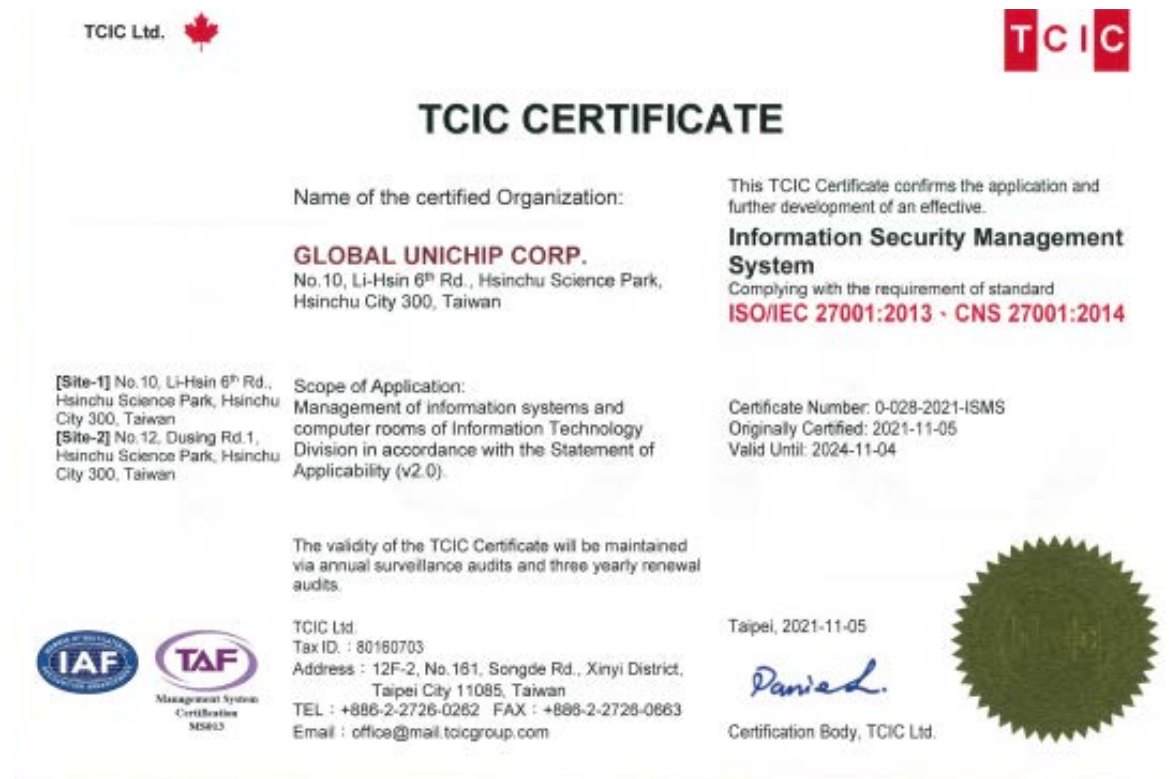 TCIC Ltd.
TCIC
TCIC CERTIFICATE
Name of the certified Organization:
GLOBAL UNICHIP CORP.
No.10, Li-Hsin 6th Rd., Hsinchu Science Park,
Hsinchu City 300, Taiwan
This TCIC Certificate confirms the application and
further development of an effective.
Information Security Management
System
Complying with the requirement of standard
ISO/IEC 27001:2013、CNS 27001:2014
[Site-1] No.10, Li-Hsin 6th Rd.,
Hsinchu Science Park, Hsinchu
City 300, Taiwan
[Site-2] No.12, Dusing Rd.1,
Hsinchu Science Park, Hsinchu
City 300, Taiwan
Scope of Application:
Management of information systems and
computer rooms of Information Technology
Division in accordance with the Statement of
Applicability (v2.0).
Certificate Number: 0-028-2021-ISMS
Originally Certified: 2021-11-05
Valid Until: 2024-11-04
The validity of the TCIC Certificate will be maintained
via annual surveillance audits and three yearly renewal
audits.
IAF
TAF
Management System
Certification
MS013
TCIC Ltd.
Tax ID.：80160703
Address：12F-2, No.161, Songde Rd., Xinyi District,
Taipei City 11085, Taiwan
TEL：+886-2-2726-0262 FAX：+886-2-2726-0663
Email：office@mail.tcicgroup.com
Taipei, 2021-11-05
Certification Body, TCIC Ltd.